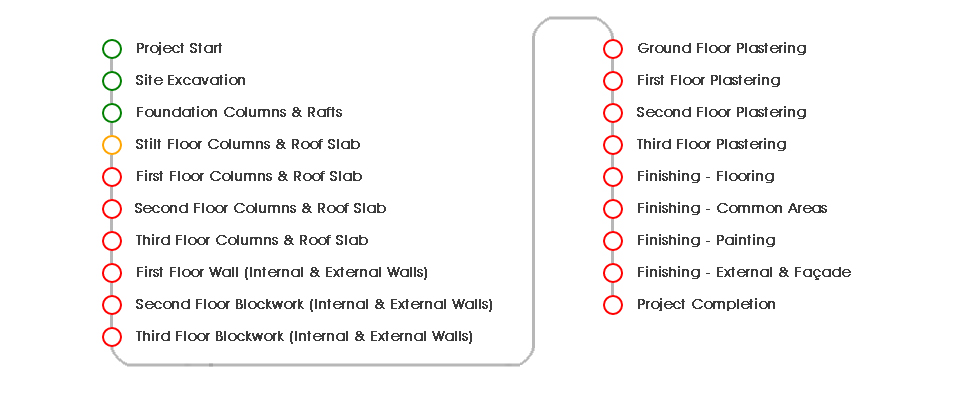 Project Start
Site Excavation
Foundation Columns & Rafts
Stilt Floor Columns & Roof Slab
First Floor Columns & Roof Slab
Second Floor Columns & Roof Slab
Third Floor Columns & Roof Slab
First Floor Wall (Internal & External Walls)
Second Floor Blockwork (Internal & External Walls)
Third Floor Blockwork (Internal & External Walls)
Ground Floor Plastering
First Floor Plastering
Second Floor Plastering
Third Floor Plastering
Finishing - Flooring
Finishing - Common Areas
Finishing - Painting
Finishing - External & Façade
Project Completion